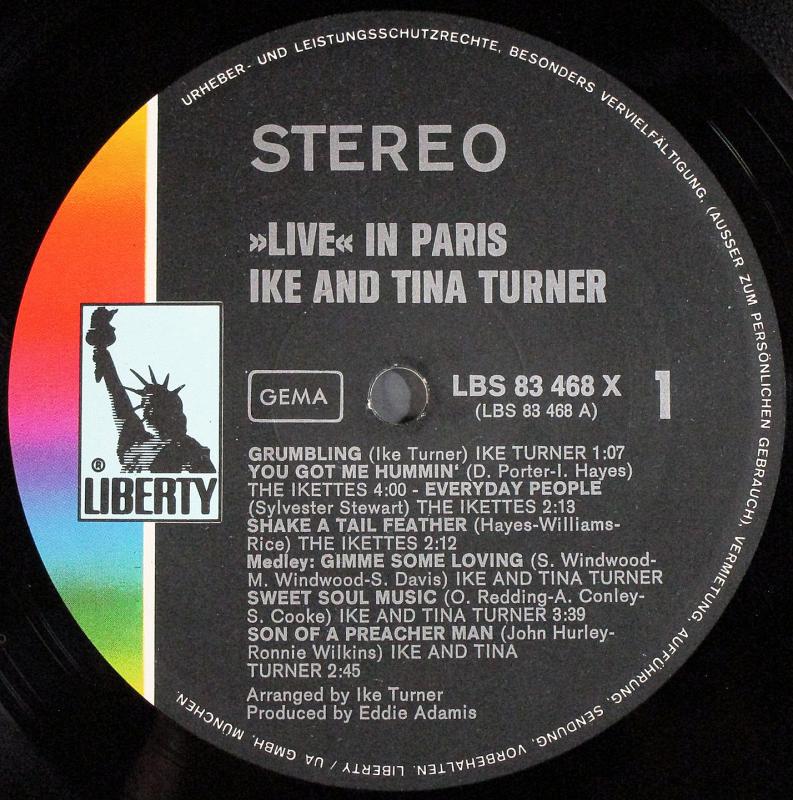 URHEBER- UND LEISTUNGSSCHUTZRECHTE, BESONDERS VERVIELFÄLTIGUNG, (AUSSER ZUM PERSÖNLICHEN GEBRAUCH), VERMIETUNG, AUFFÜHRUNG, SENDUNG, VORBEHALTEN. LIBERTY / UA GMBH, MÜNCHEN.
STEREO
»LIVE« IN PARIS
IKE AND TINA TURNER
GEMA
LBS 83 468 X
(LBS 83 468 A)
1
®
LIBERTY
GRUMBLING (Ike Turner) IKE TURNER 1:07
YOU GOT ME HUMMIN' (D. Porter-I. Hayes)
THE IKETTES 4:00 - EVERYDAY PEOPLE
(Sylvester Stewart) THE IKETTES 2:13
SHAKE A TAIL FEATHER (Hayes-Williams-
Rice) THE IKETTES 2:12
Medley: GIMME SOME LOVING (S. Windwood-
M. Windwood-S. Davis) IKE AND TINA TURNER
SWEET SOUL MUSIC (O. Redding-A. Conley-
S. Cooke) IKE AND TINA TURNER 3:39
SON OF A PREACHER MAN (John Hurley-
Ronnie Wilkins) IKE AND TINA
TURNER 2:45
Arranged by Ike Turner
Produced by Eddie Adamis